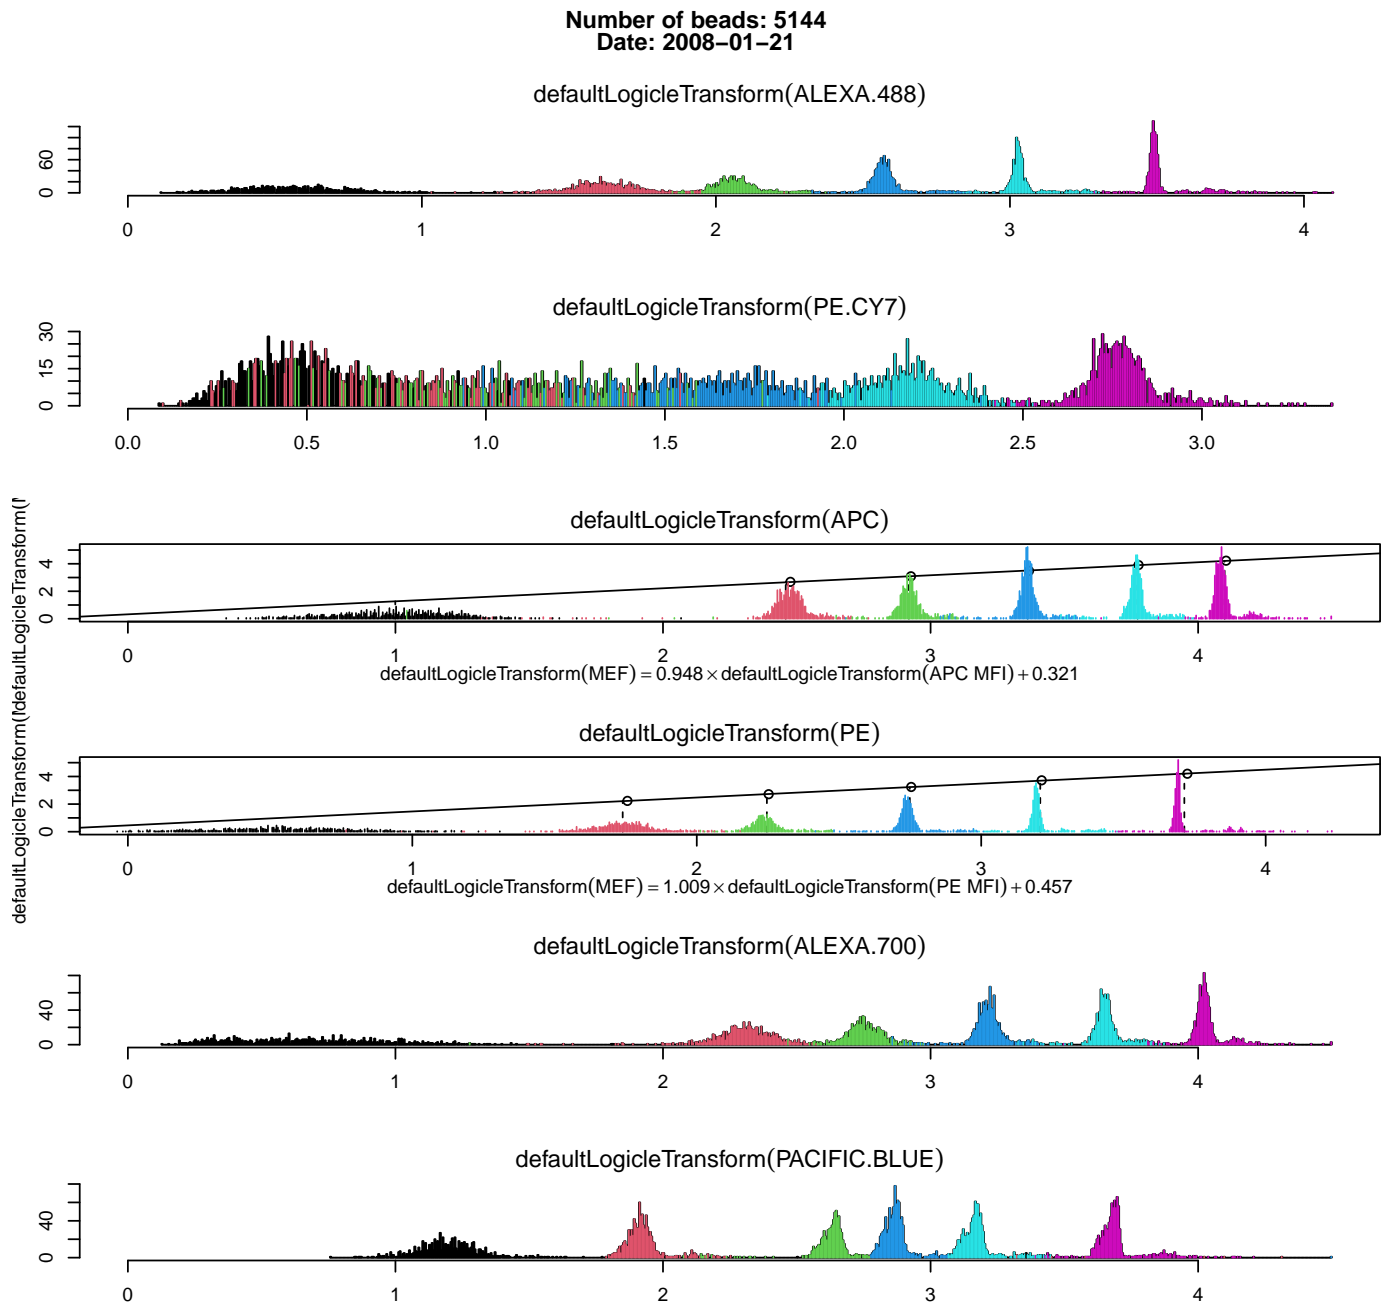 Number of beads: 5144
Date: 2008−01−21
defaultLogicleTransform(ALEXA.488)
0 60
0 1 2 3 4
defaultLogicleTransform(PE.CY7)
0 15 30
0.0 0.5 1.0 1.5 2.0 2.5 3.0
defaultLogicleTransform(
defaultLogicleTransform(APC)
0 2 4
0 1 2 3 4
defaultLogicleTransform(MEF) = 0.948 × defaultLogicleTransform(APC MFI) + 0.321
defaultLogicleTransform(
defaultLogicleTransform(PE)
0 2 4
0 1 2 3 4
defaultLogicleTransform(MEF) = 1.009 × defaultLogicleTransform(PE MFI) + 0.457
defaultLogicleTransform(ALEXA.700)
0 40
0 1 2 3 4
defaultLogicleTransform(PACIFIC.BLUE)
0 40
0 1 2 3 4